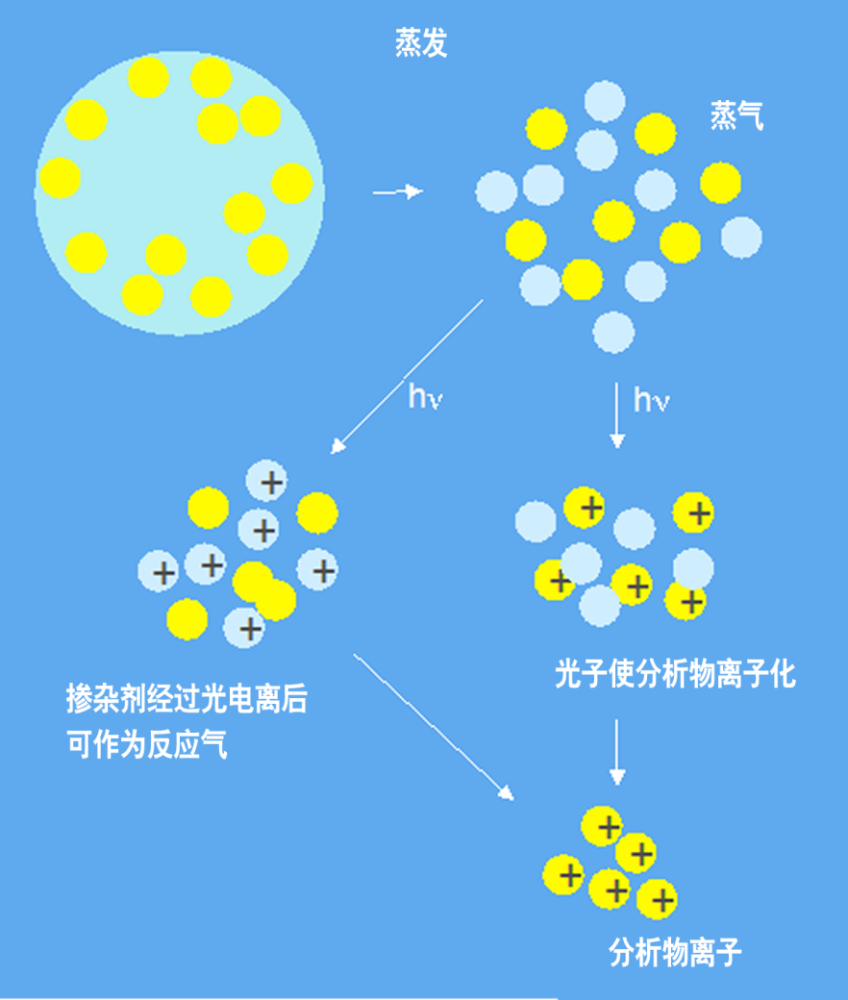 蒸发
蒸气
hν
hν
光子使分析物离子化
掺杂剂经过光电离后
可作为反应气
分析物离子